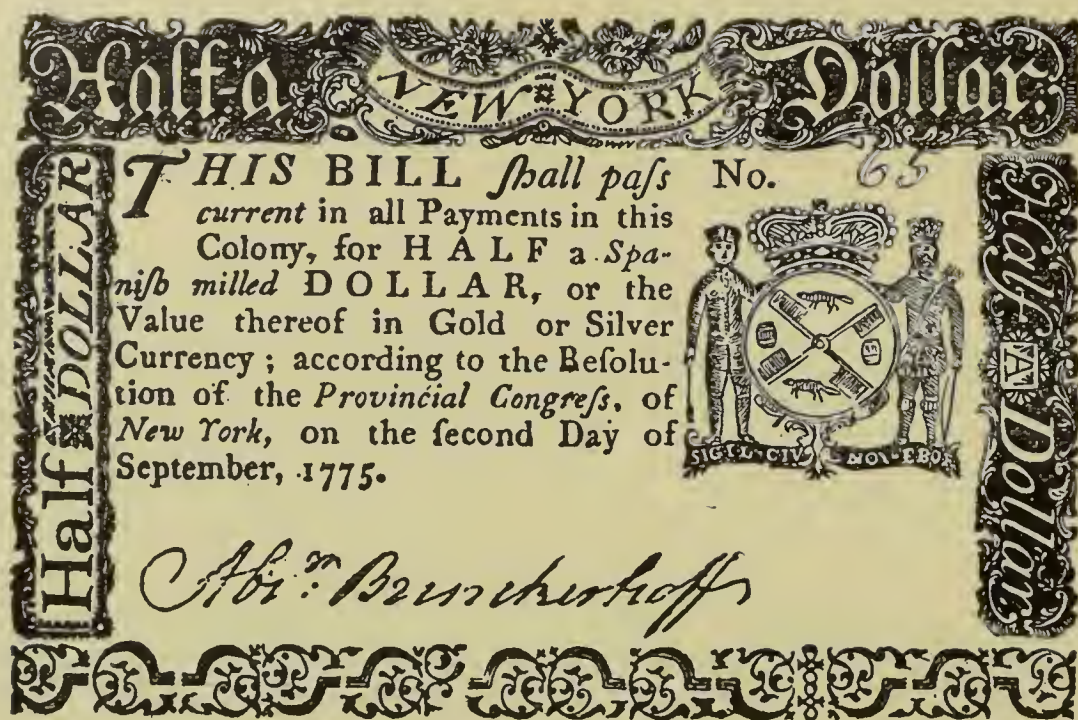 Half-a NEW YORK Dollar.
No. 65
THIS BILL ſhall paſs
current in all Payments in this
Colony, for HALF a Spa-
niſh milled DOLLAR, or the
Value thereof in Gold or Silver
Currency; according to the Reſolu-
tion of the Provincial Congreſs, of
New York, on the ſecond Day of
September, 1775.
SIGIL·CIV NOV·EBOR
Abr.m Brinckerhoff
Half DOLLAR
Half A Dollar